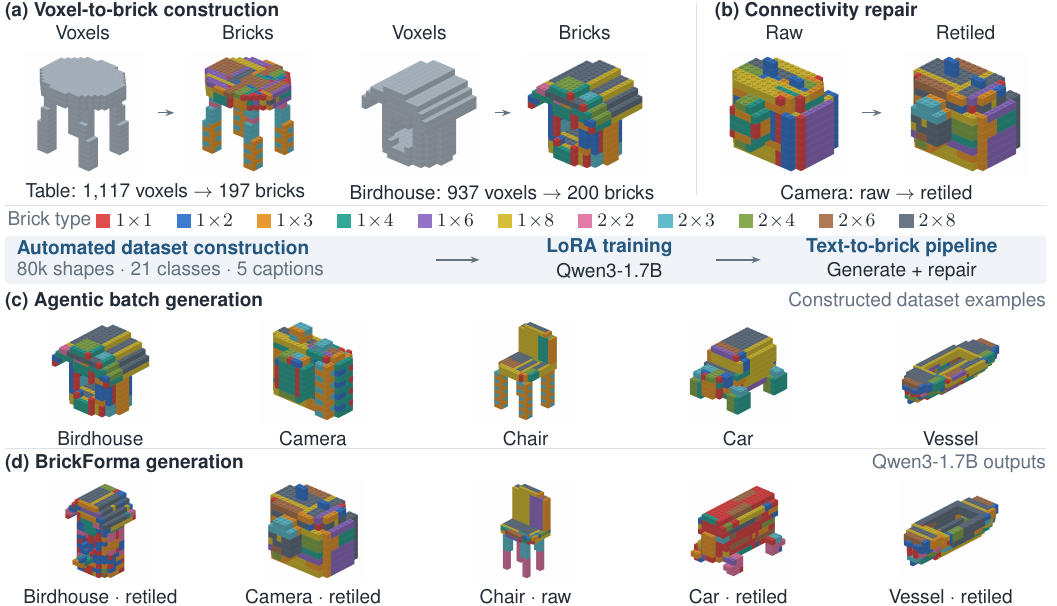 (a) Voxel-to-brick construction
(b) Connectivity repair
Voxels
Bricks
Voxels
Bricks
Raw
Retiled
Table: 1,117 voxels → 197 bricks
Birdhouse: 937 voxels → 200 bricks
Camera: raw → retiled
Brick type 1×1 1×2 1×3 1×4 1×6 1×8 2×2 2×3 2×4 2×6 2×8
Automated dataset construction
80k shapes · 21 classes · 5 captions
LoRA training
Qwen3-1.7B
Text-to-brick pipeline
Generate + repair
(c) Agentic batch generation
Constructed dataset examples
Birdhouse
Camera
Chair
Car
Vessel
(d) BrickForma generation
Qwen3-1.7B outputs
Birdhouse · retiled
Camera · retiled
Chair · raw
Car · retiled
Vessel · retiled